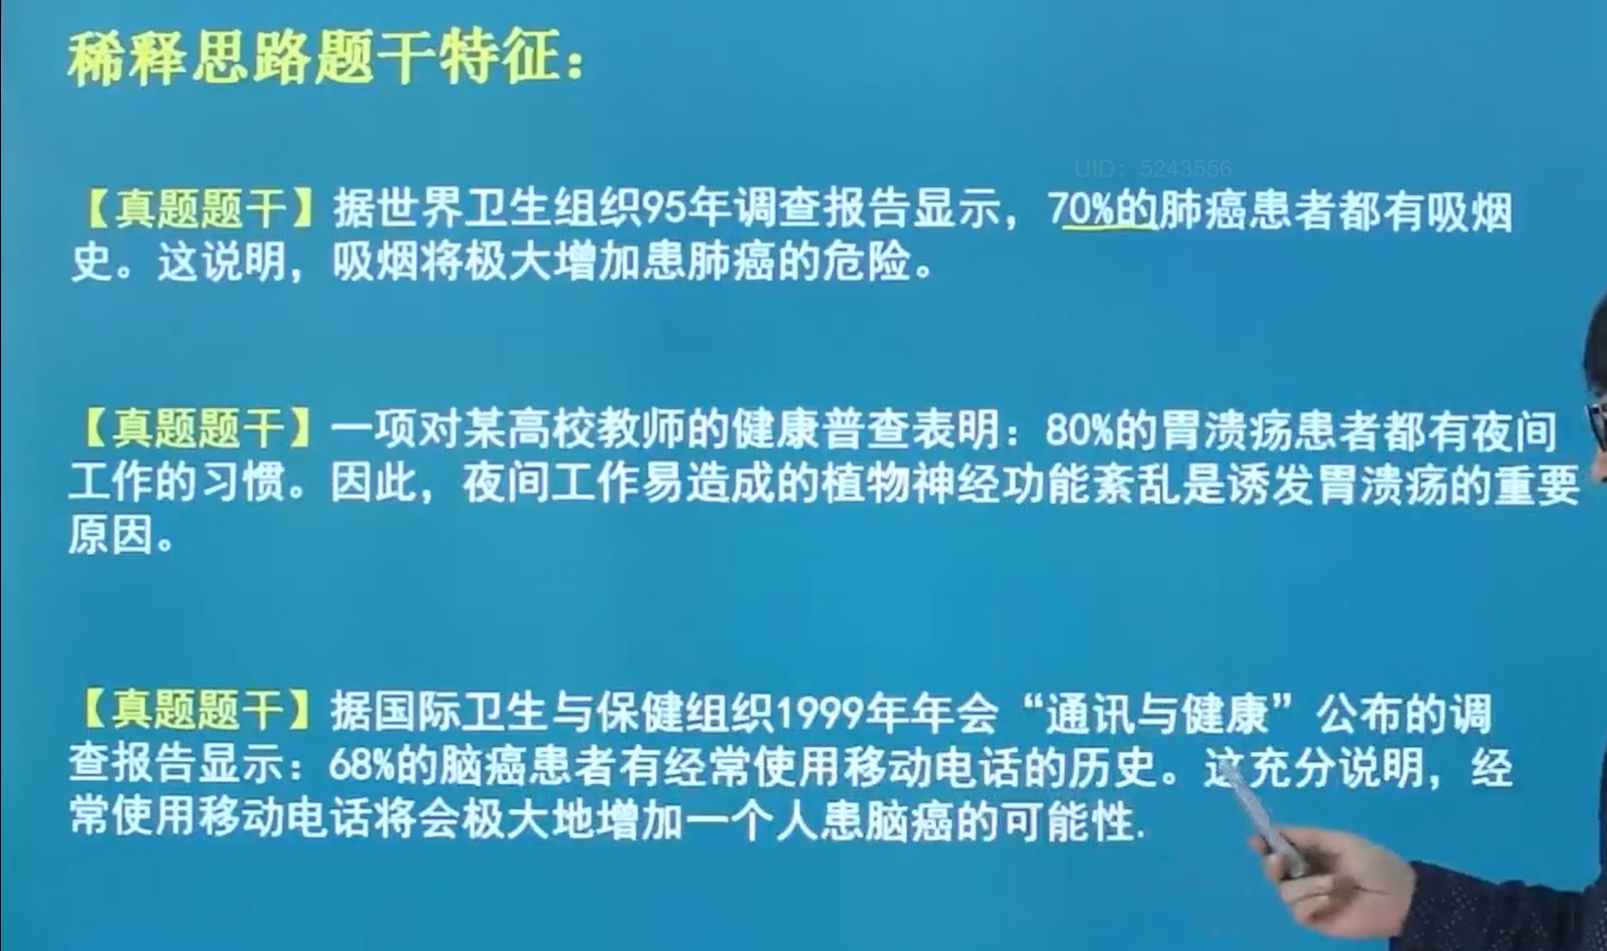 稀释思路题干特征：
UID：5243556
【真题题干】据世界卫生组织95年调查报告显示，70%的肺癌患者都有吸烟
史。这说明，吸烟将极大增加患肺癌的危险。
【真题题干】一项对某高校教师的健康普查表明：80%的胃溃疡患者都有夜间
工作的习惯。因此，夜间工作易造成的植物神经功能紊乱是诱发胃溃疡的重要
原因。
【真题题干】据国际卫生与保健组织1999年年会“通讯与健康”公布的调
查报告显示：68%的脑癌患者有经常使用移动电话的历史。这充分说明，经
常使用移动电话将会极大地增加一个人患脑癌的可能性.